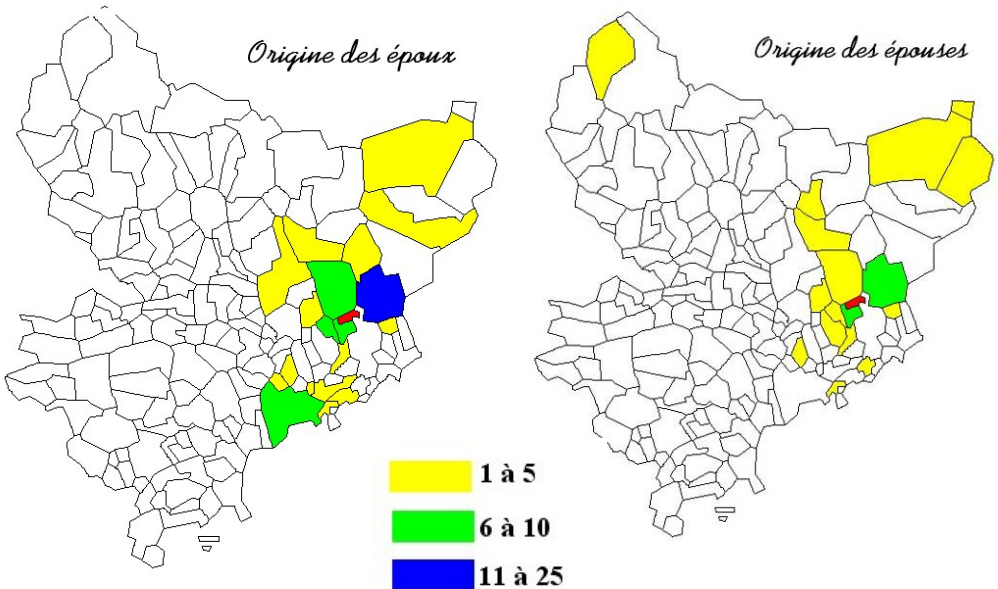 Origine des époux
Origine des épouses
1 à 5
6 à 10
11 à 25